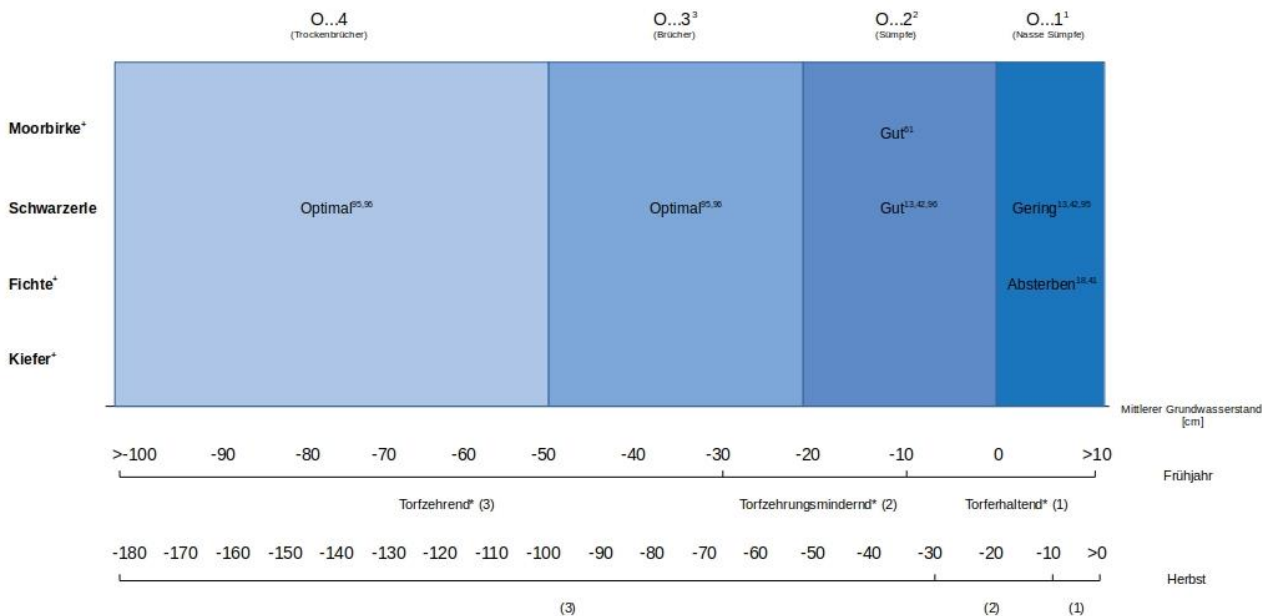 O...4 O...3³ O...2² O...1¹
(Trockenbrücher) (Brücher) (Sümpfe) (Nasse Sümpfe)
Moorbirke⁺ Gut⁶¹
Schwarzerle Optimal⁹⁵,⁹⁶ Optimal⁹⁵,⁹⁶ Gut¹³,⁴²,⁹⁶ Gering¹³,⁴²,⁹⁵
Fichte⁺ Absterben
Kiefer⁺
Mittlerer Grundwasserstand
[cm]
>-100 -90 -80 -70 -60 -50 -40 -30 -20 -10 0 >10
Frühjahr
Torfzehrend* (3) Torfzehrungsmindernd* (2) Torferhaltend* (1)
-180 -170 -160 -150 -140 -130 -120 -110 -100 -90 -80 -70 -60 -50 -40 -30 -20 -10 >0
Herbst
(3) (2) (1)